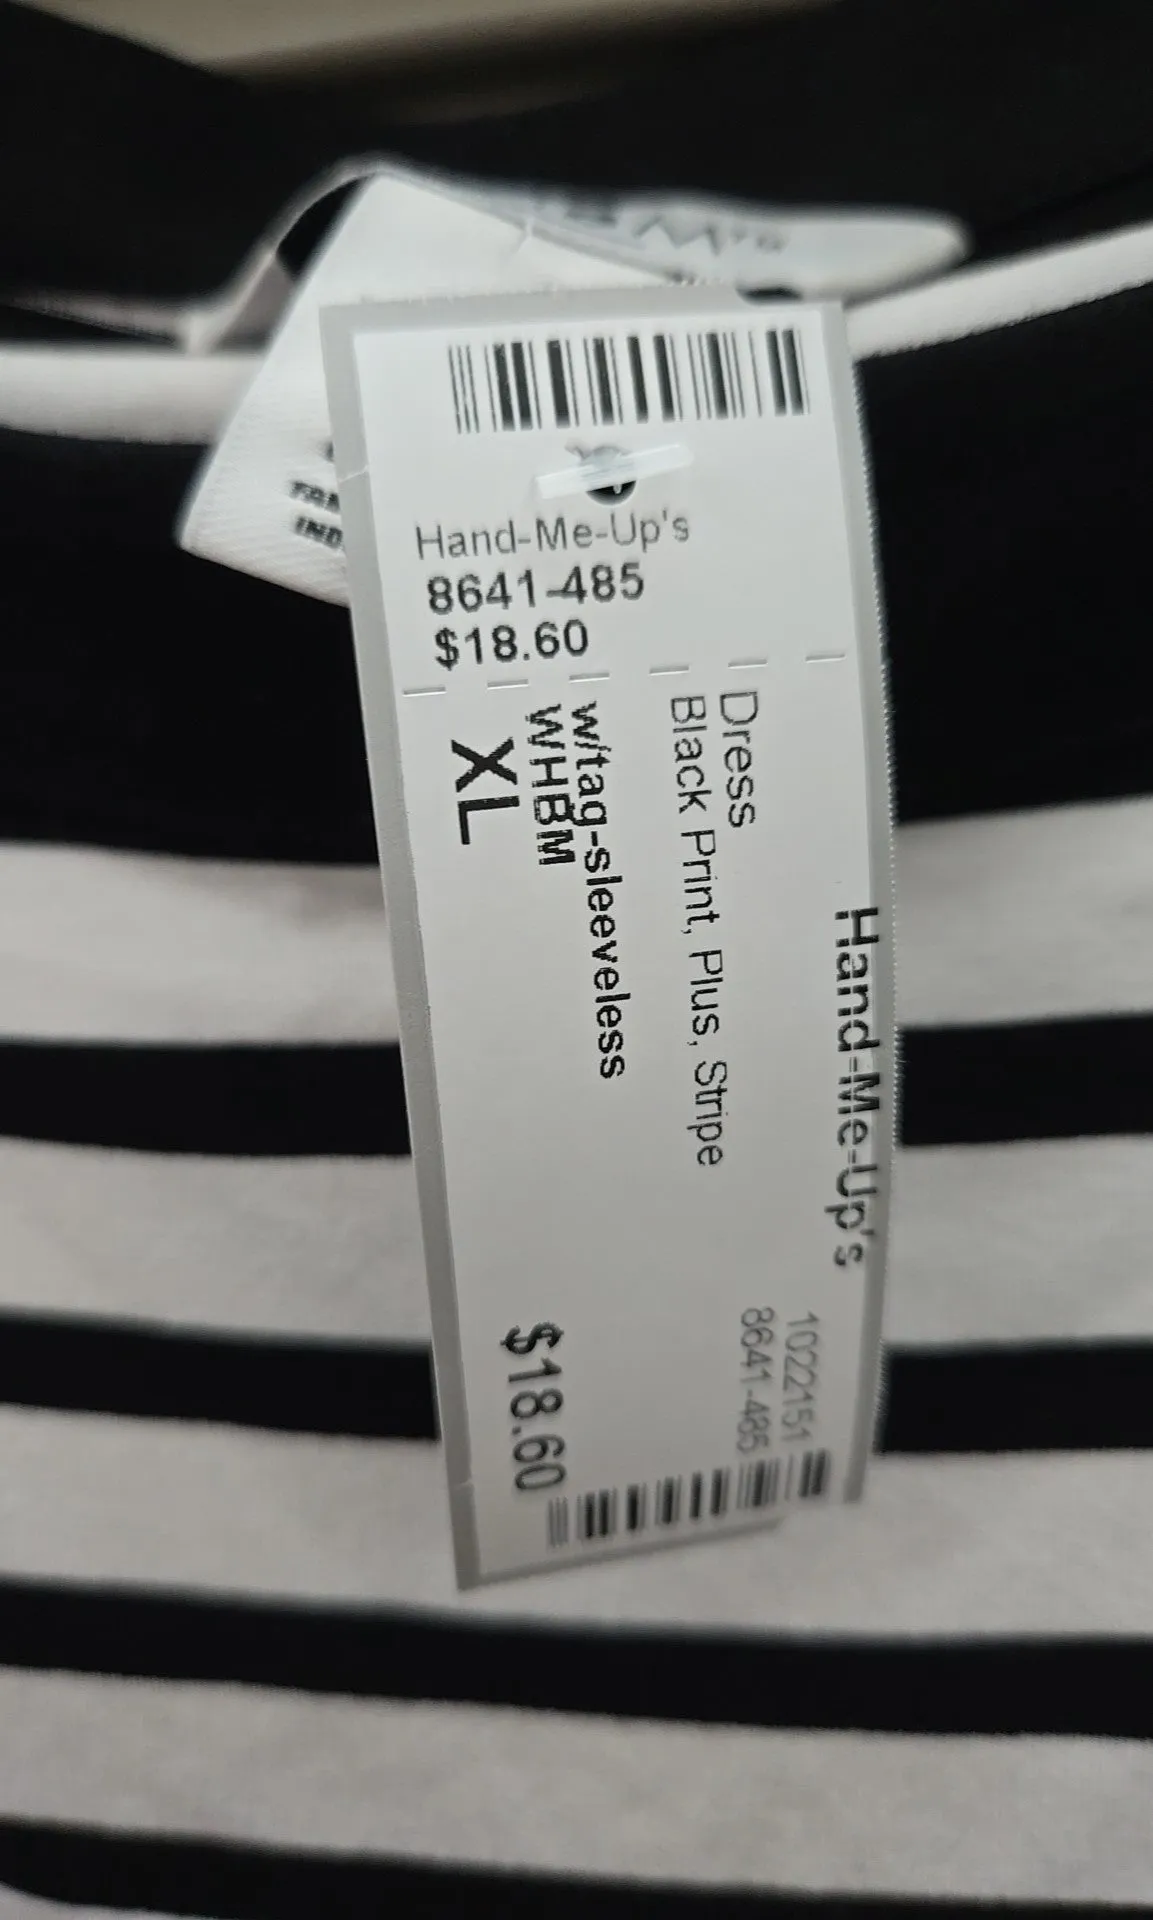 Hand-Me-Up's
8641-485
$18.60
Hand-Me-Up's
1022151
8641-485
Dress
Black Print, Plus, Stripe
w/tag-sleeveless
WHBM
XL
$18.60